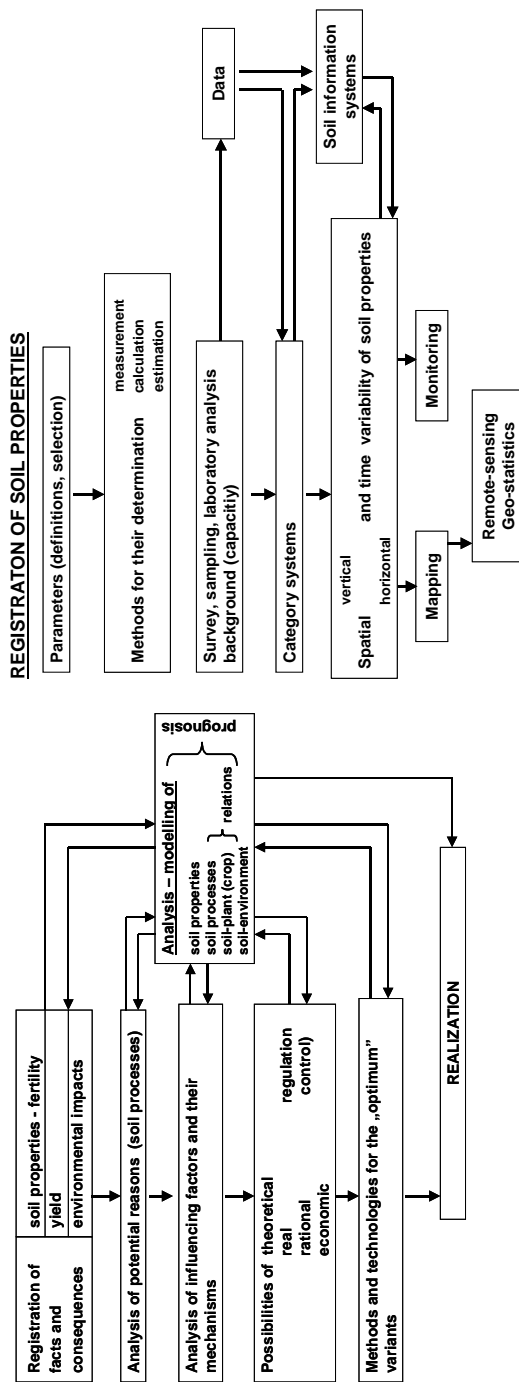 Registration of
facts and
consequences
soil properties - fertility
yield
environmental impacts
Analysis of potential reasons (soil processes)
Analysis of influencing factors and their
mechanisms
Possibilities of theoretical
real
rational
economic
regulation
control)
Methods and technologies for the „optimum”
variants
REALIZATION
Analysis – modelling of
soil properties
soil processes
soil-plant (crop)
soil-environment
relations
prognosis
REGISTRATON OF SOIL PROPERTIES
Parameters (definitions, selection)
Methods for their determination
measurement
calculation
estimation
Survey, sampling, laboratory analysis
background (capacitiy)
Data
Category systems
Soil information
systems
Spatial
vertical
horizontal
and time variability of soil properties
Mapping
Monitoring
Remote-sensing
Geo-statistics